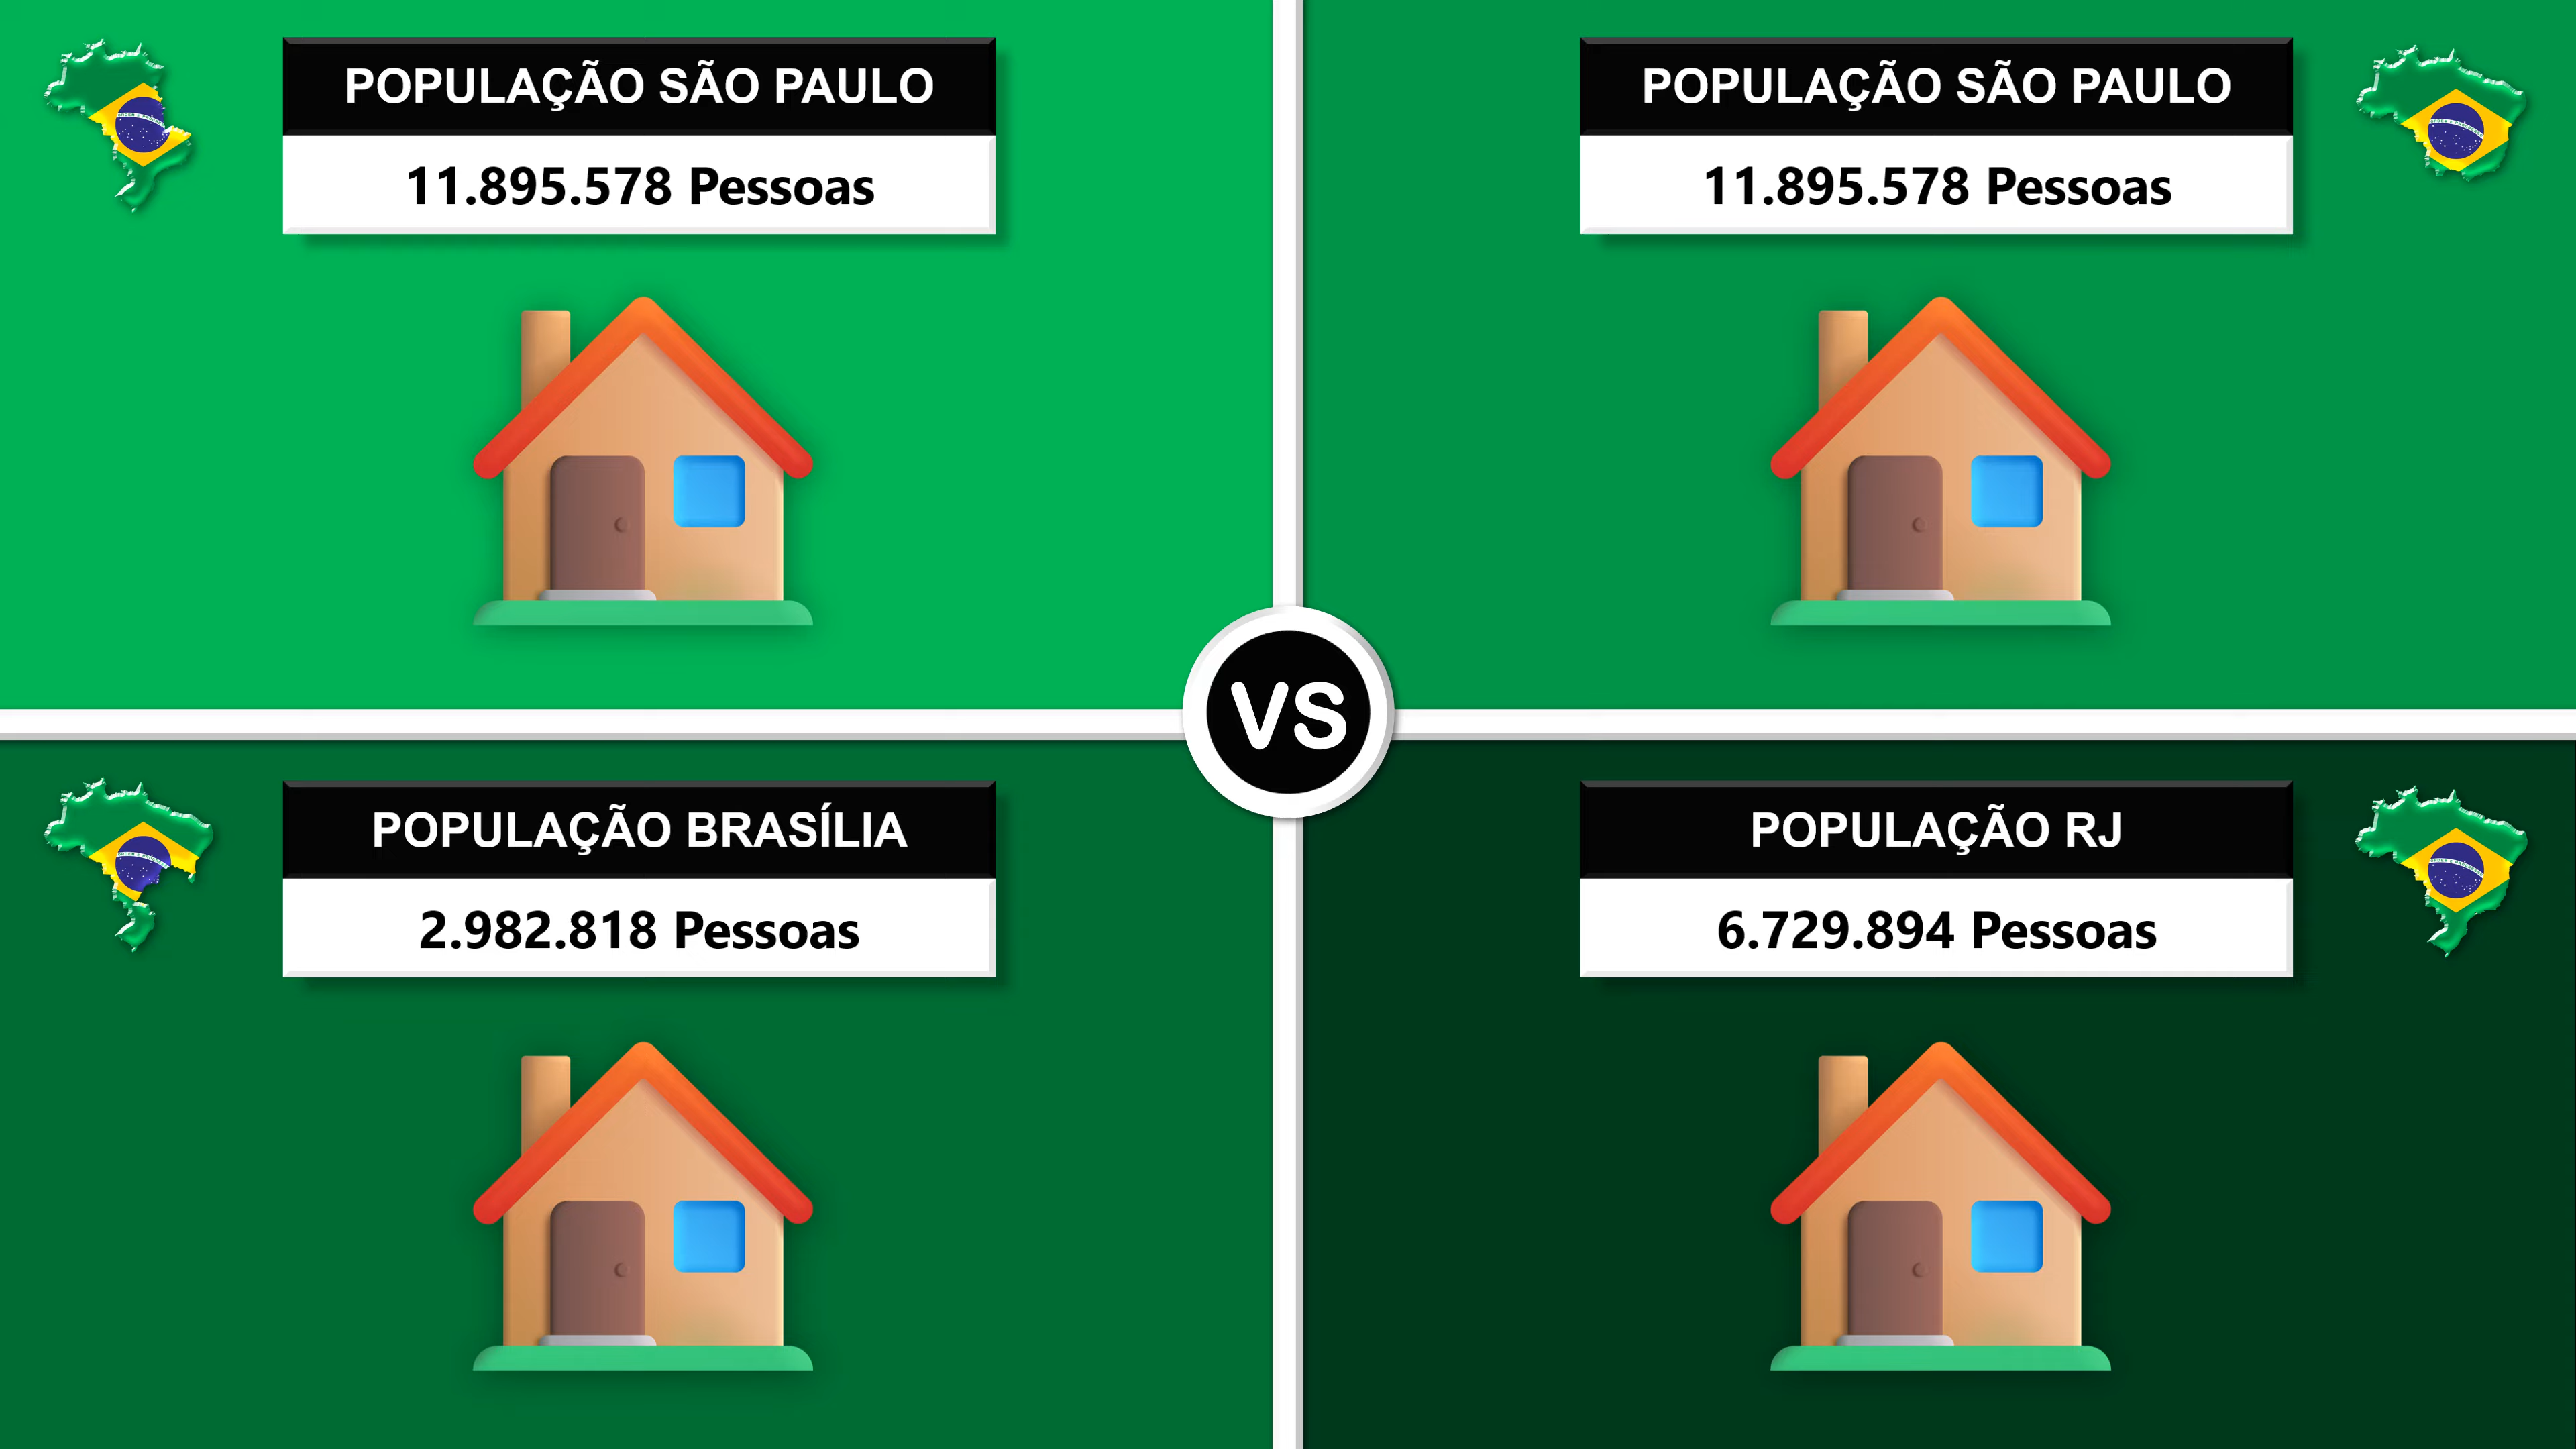 POPULAÇÃO SÃO PAULO
11.895.578 Pessoas
POPULAÇÃO SÃO PAULO
11.895.578 Pessoas
VS
POPULAÇÃO BRASÍLIA
2.982.818 Pessoas
POPULAÇÃO RJ
6.729.894 Pessoas